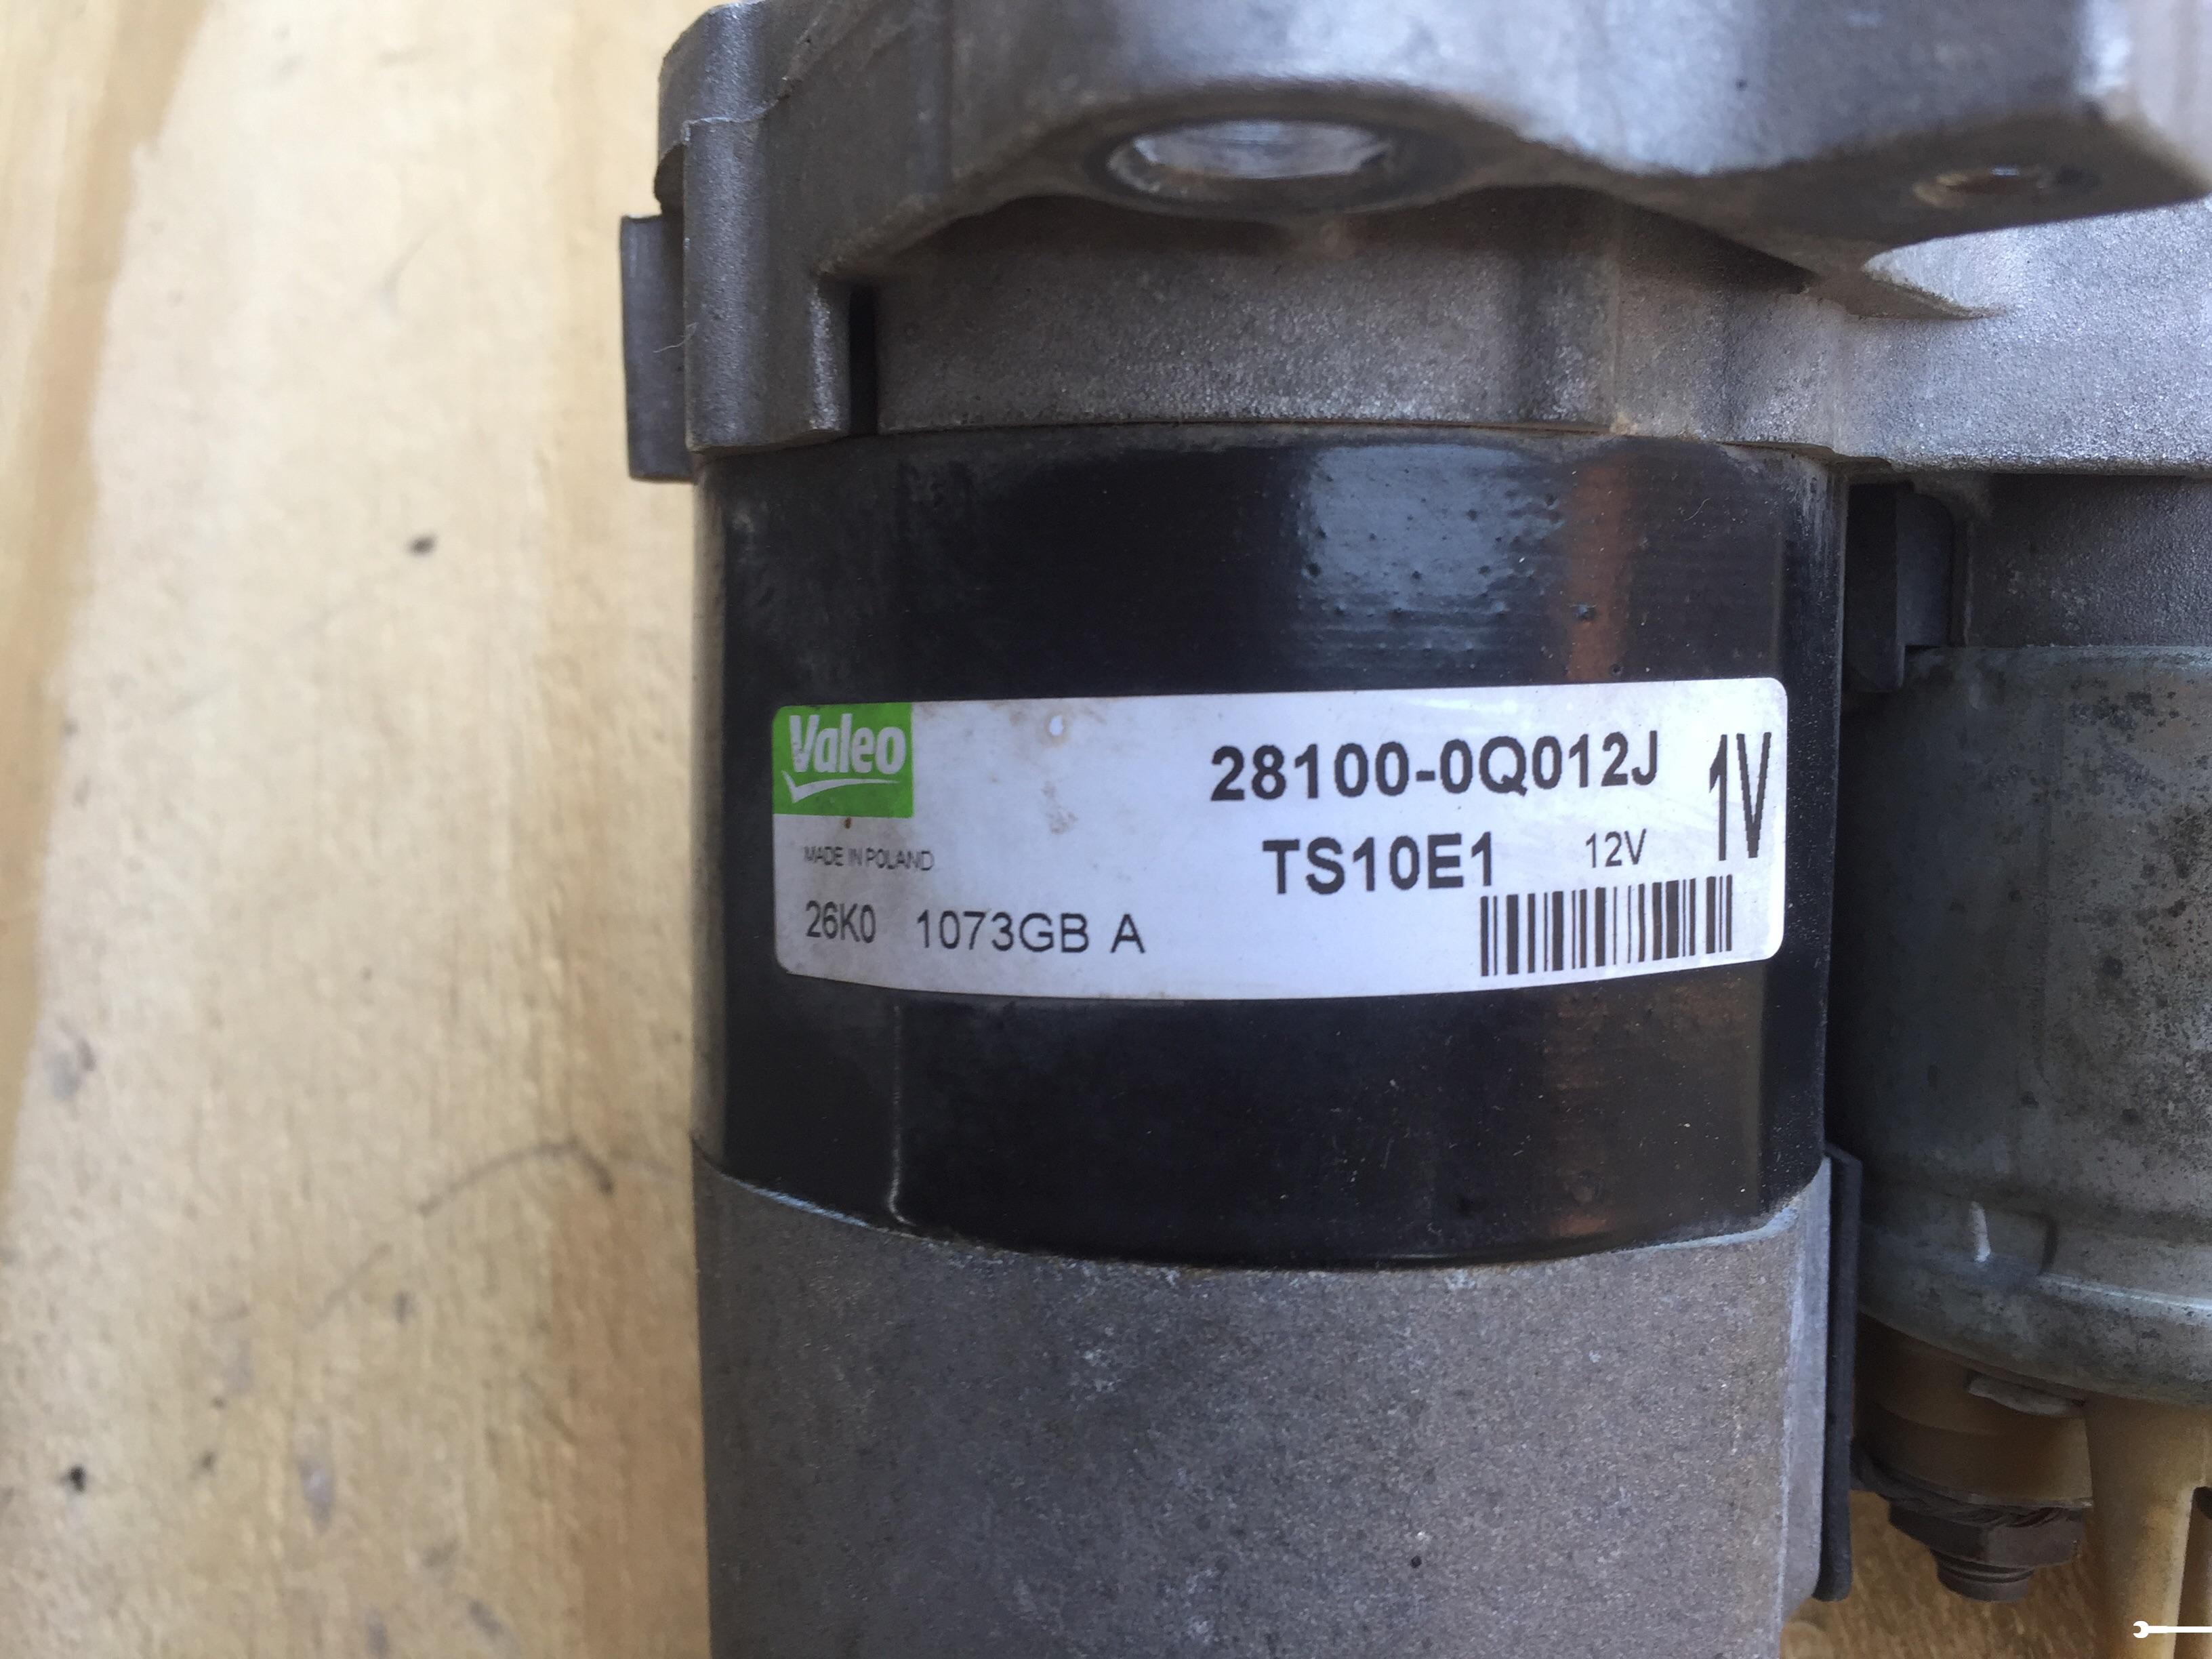 Valeo
28100-0Q012J 1V
TS10E1 12V
MADE IN POLAND
26K0 1073GB A